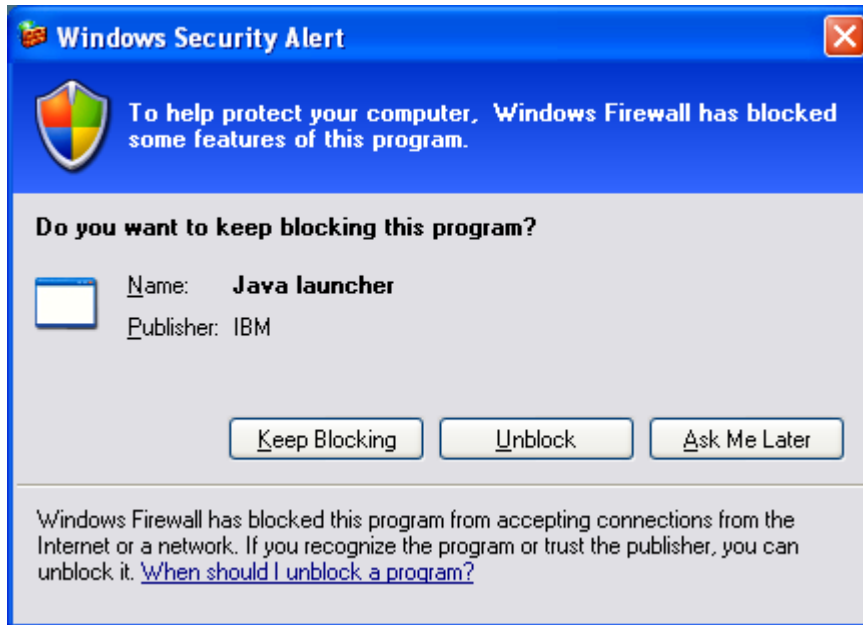 Windows Security Alert
To help protect your computer, Windows Firewall has blocked
some features of this program.
Do you want to keep blocking this program?
Name: Java launcher
Publisher: IBM
Keep Blocking Unblock Ask Me Later
Windows Firewall has blocked this program from accepting connections from the
Internet or a network. If you recognize the program or trust the publisher, you can
unblock it. When should I unblock a program?